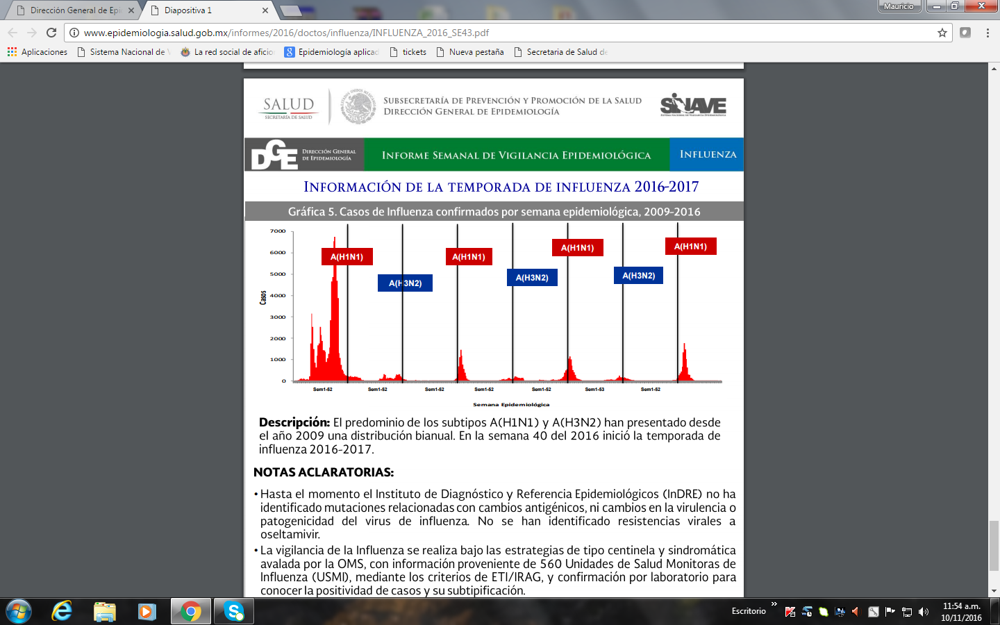 Dirección General de Epi
Diapositiva 1
Mauricio
www.epidemiologia.salud.gob.mx/informes/2016/doctos/influenza/INFLUENZA_2016_SE43.pdf
Aplicaciones
Sistema Nacional de V
La red social de aficio
Epidemiología aplicad
tickets
Nueva pestaña
Secretaria de Salud de
SALUD
SECRETARÍA DE SALUD
SUBSECRETARÍA DE PREVENCIÓN Y PROMOCIÓN DE LA SALUD
DIRECCIÓN GENERAL DE EPIDEMIOLOGÍA
SINAVE
SISTEMA NACIONAL DE VIGILANCIA EPIDEMIOLÓGICA
DGE
DIRECCIÓN GENERAL
DE EPIDEMIOLOGÍA
INFORME SEMANAL DE VIGILANCIA EPIDEMIOLÓGICA
INFLUENZA
INFORMACIÓN DE LA TEMPORADA DE INFLUENZA 2016-2017
Gráfica 5. Casos de Influenza confirmados por semana epidemiológica, 2009-2016
7000
6000
5000
4000
3000
2000
1000
0
Casos
A(H1N1)
A(H3N2)
A(H1N1)
A(H3N2)
A(H1N1)
A(H3N2)
A(H1N1)
Sem1-52
Sem1-52
Sem1-52
Sem1-52
Sem1-52
Sem1-53
Sem1-52
Semana Epidemiológica
Descripción: El predominio de los subtipos A(H1N1) y A(H3N2) han presentado desde
el año 2009 una distribución bianual. En la semana 40 del 2016 inició la temporada de
influenza 2016-2017.
NOTAS ACLARATORIAS:
• Hasta el momento el Instituto de Diagnóstico y Referencia Epidemiológicos (InDRE) no ha
identificado mutaciones relacionadas con cambios antigénicos, ni cambios en la virulencia o
patogenicidad del virus de influenza. No se han identificado resistencias virales a
oseltamivir.
• La vigilancia de la Influenza se realiza bajo las estrategias de tipo centinela y sindromática
avalada por la OMS, con información proveniente de 560 Unidades de Salud Monitoras de
Influenza (USMI), mediante los criterios de ETI/IRAG, y confirmación por laboratorio para
conocer la positividad de casos y su subtipificación.
Escritorio
11:54 a.m.
10/11/2016